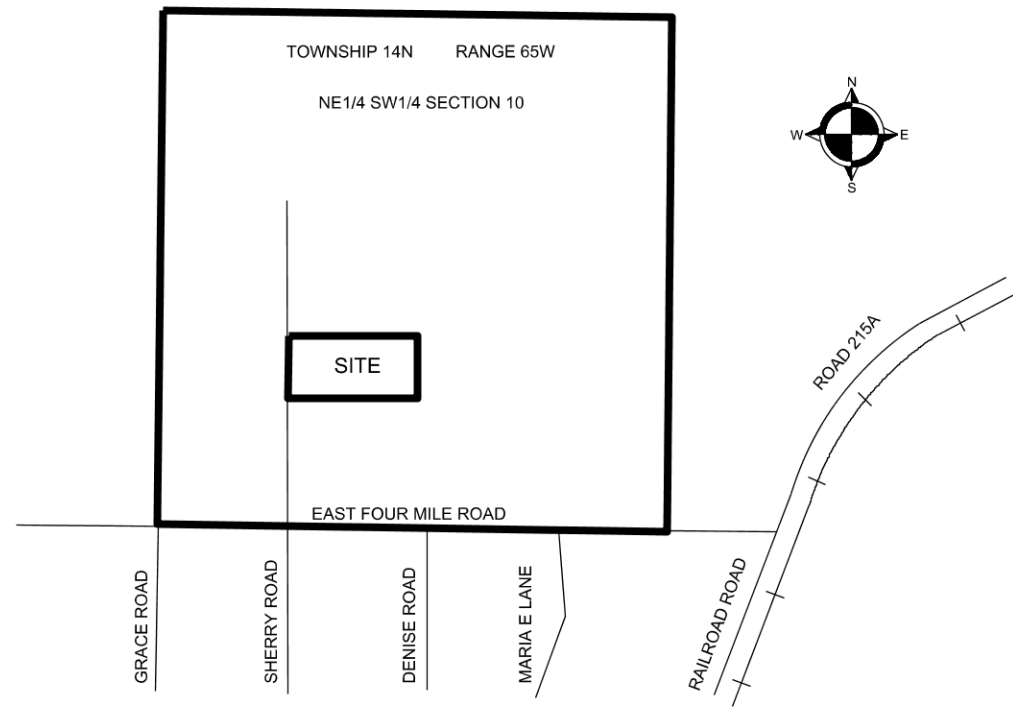 TOWNSHIP 14N RANGE 65W
NE1/4 SW1/4 SECTION 10
N
W E
S
SITE
ROAD 215A
EAST FOUR MILE ROAD
GRACE ROAD
SHERRY ROAD
DENISE ROAD
MARIA E LANE
RAILROAD ROAD